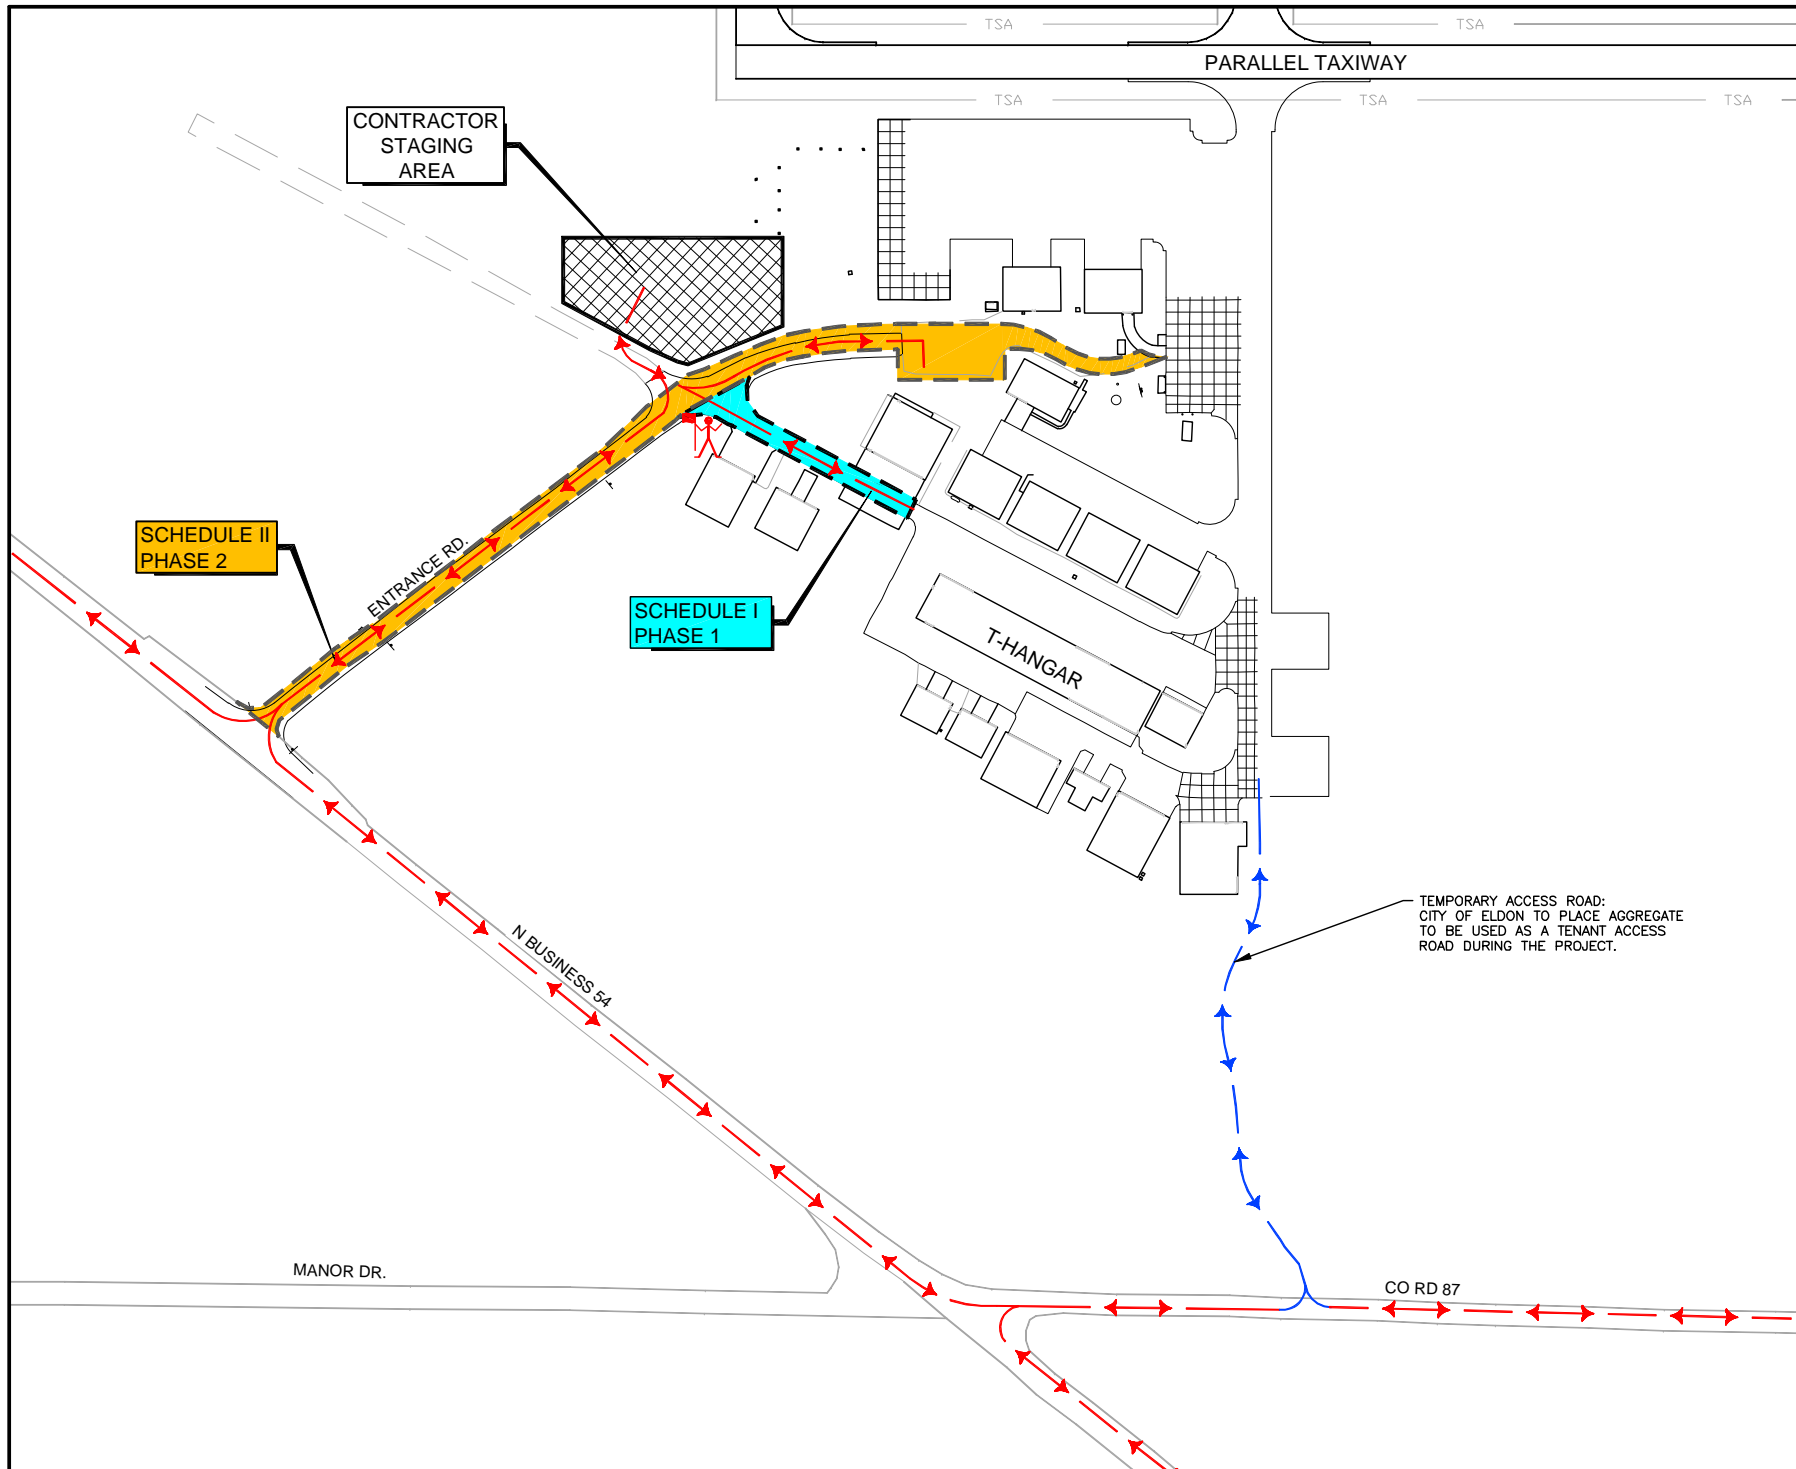 TSA
TSA
PARALLEL TAXIWAY
TSA
TSA
TSA
CONTRACTOR
STAGING
AREA
SCHEDULE II
PHASE 2
ENTRANCE RD.
SCHEDULE I
PHASE 1
T-HANGAR
TEMPORARY ACCESS ROAD:
CITY OF ELDON TO PLACE AGGREGATE
TO BE USED AS A TENANT ACCESS
ROAD DURING THE PROJECT.
N BUSINESS 54
MANOR DR.
CO RD 87